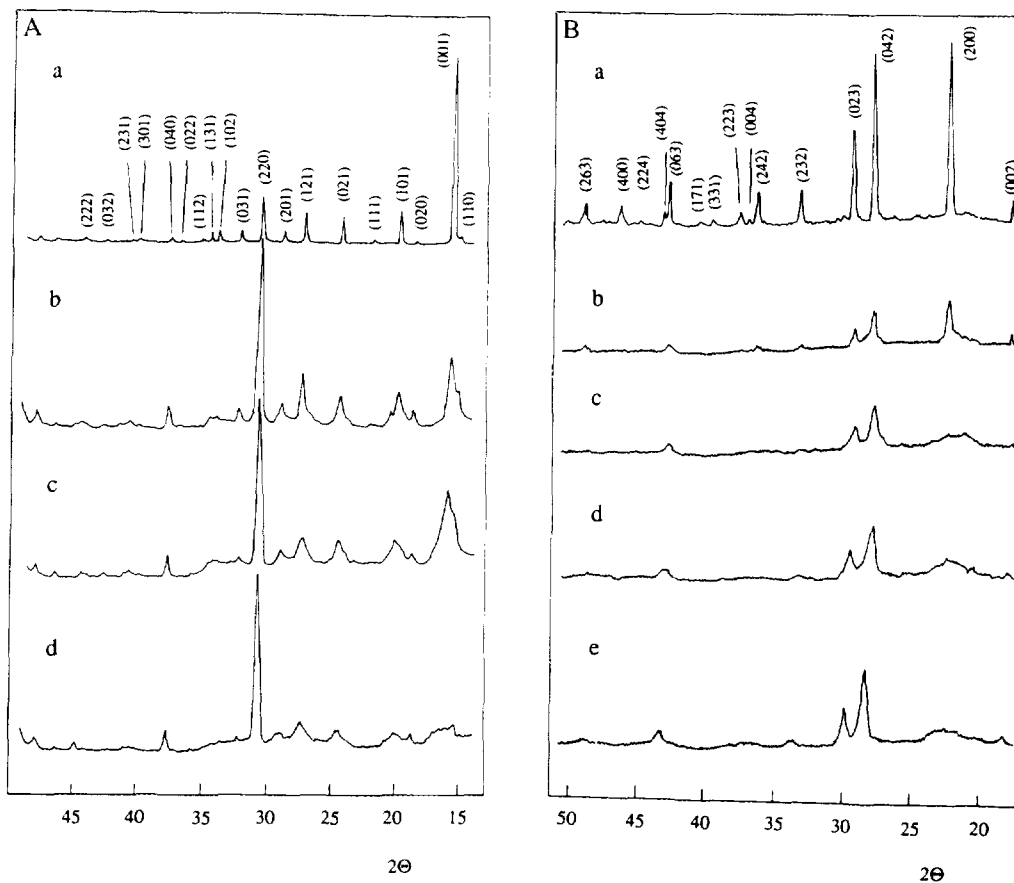 A
a
(001)
(231)
(301)
(040)
(022)
(131)
(102)
(220)
(222)
(032)
(112)
(031)
(201)
(121)
(021)
(111)
(101)
(020)
(110)
b
c
d
45 40 35 30 25 20 15
2Θ
B
a
(042)
(200)
(023)
(404)
(063)
(223)
(004)
(263)
(400)
(224)
(171)
(331)
(242)
(232)
(002)
b
c
d
e
50 45 40 35 30 25 20
2Θ